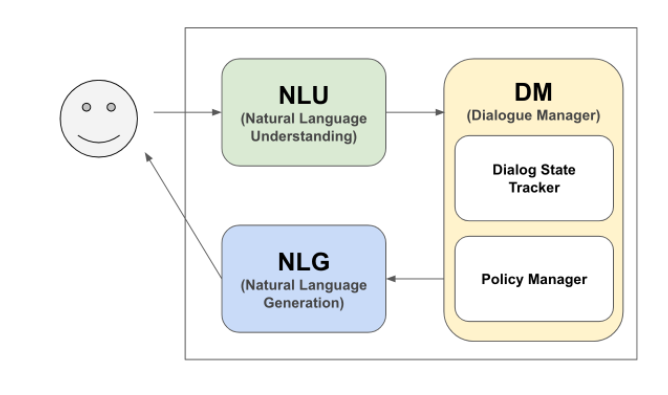 NLU
(Natural Language
Understanding)
DM
(Dialogue Manager)
Dialog State
Tracker
Policy Manager
NLG
(Natural Language
Generation)